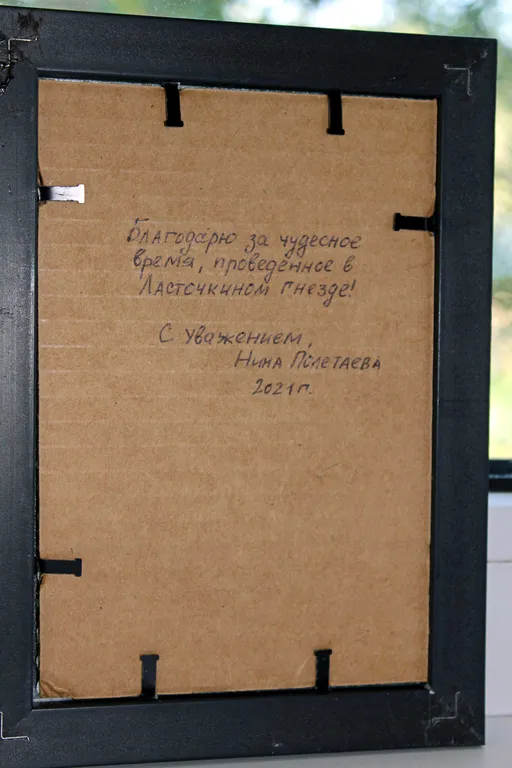 Благодарю за чудесное
время, проведённое в
Ласточкином гнезде!
С уважением,
Нина Полетаева
2021г.